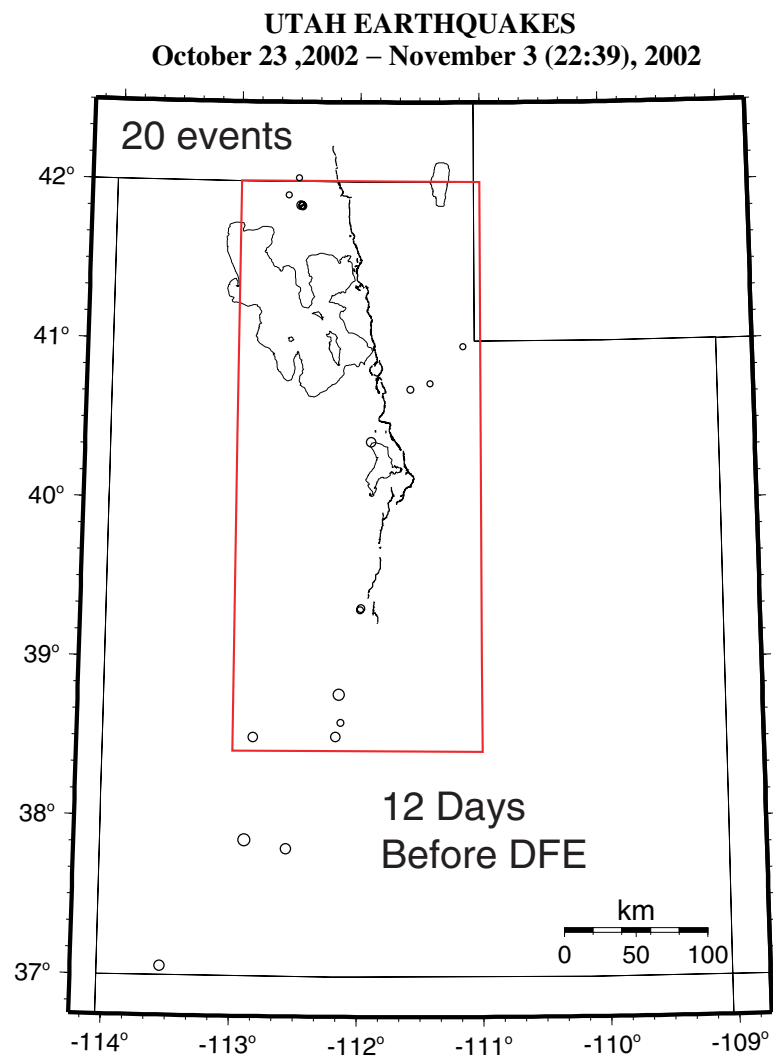 UTAH EARTHQUAKES
October 23 ,2002 – November 3 (22:39), 2002
20 events
42°
41°
40°
39°
38°
37°
12 Days
Before DFE
km
0 50 100
-114° -113° -112° -111° -110° -109°